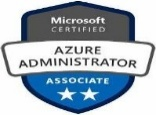 Microsoft
CERTIFIED
AZURE
ADMINISTRATOR
ASSOCIATE